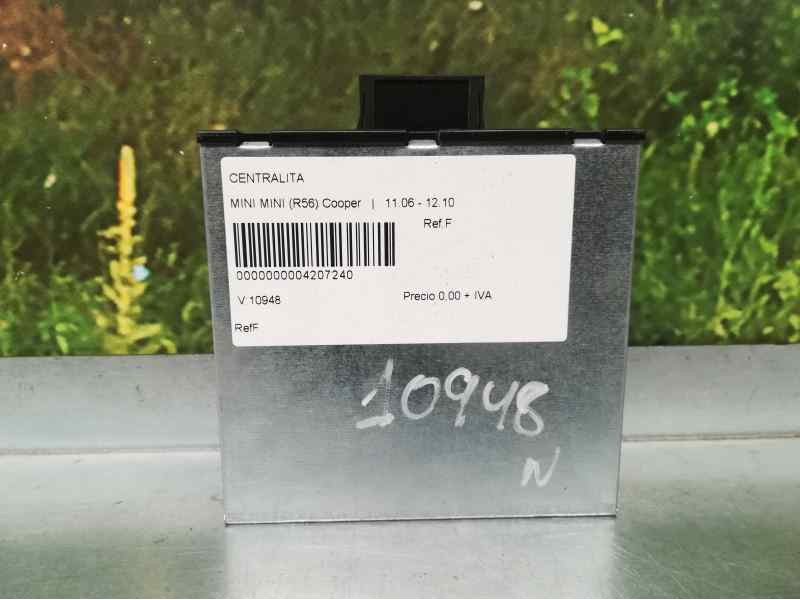 CENTRALITA
MINI MINI (R56) Cooper | 11.06 - 12.10
Ref.F
0000000004207240
V 10948
Precio 0,00 + IVA
RefF
10948
N